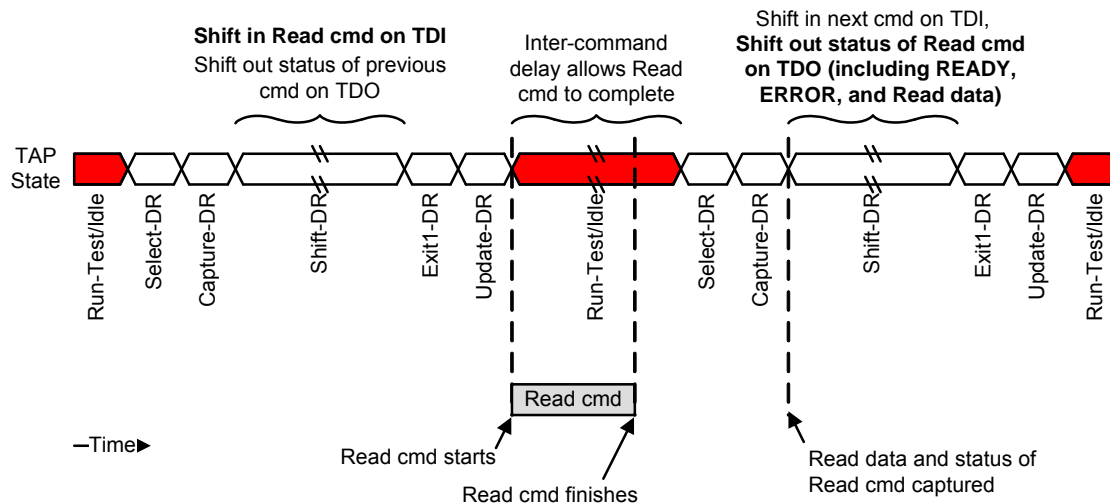 Shift in Read cmd on TDI
Shift out status of previous
cmd on TDO
Inter-command
delay allows Read
cmd to complete
Shift in next cmd on TDI,
Shift out status of Read cmd
on TDO (including READY,
ERROR, and Read data)
TAP
State
Run-Test/Idle
Select-DR
Capture-DR
Shift-DR
Exit1-DR
Update-DR
Run-Test/Idle
Select-DR
Capture-DR
Shift-DR
Exit1-DR
Update-DR
Run-Test/Idle
Read cmd
Time
Read cmd starts
Read cmd finishes
Read data and status of
Read cmd captured